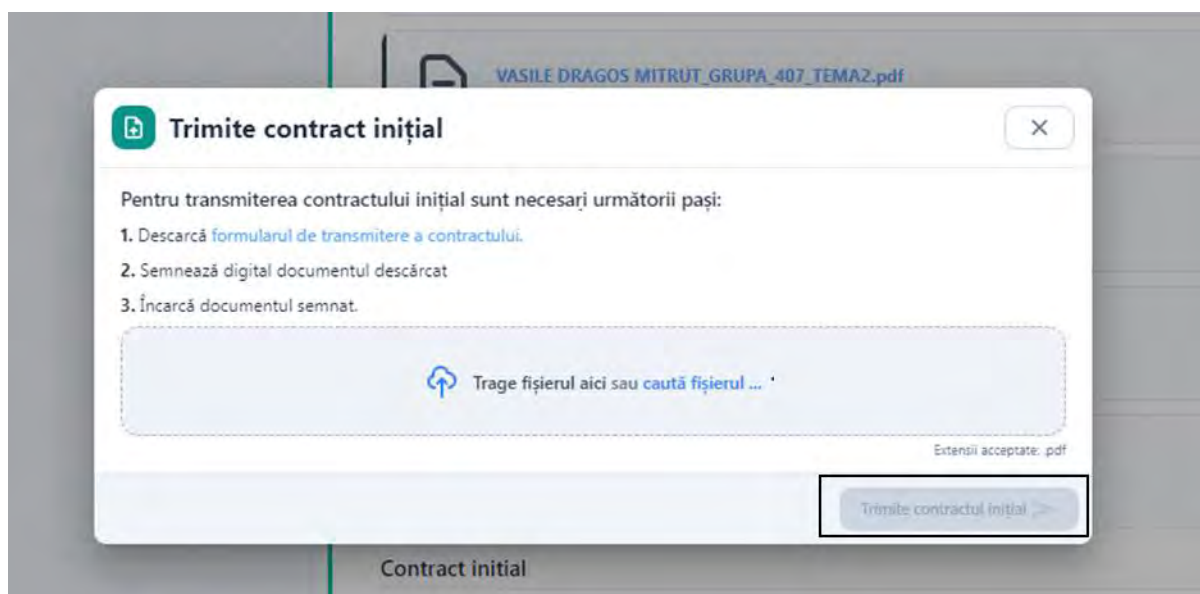 VASILE DRAGOS MITRUT_GRUPA_407_TEMA2.pdf
Trimite contract inițial
Pentru transmiterea contractului inițial sunt necesari următorii pași:
1. Descarcă formularul de transmitere a contractului.
2. Semnează digital documentul descărcat
3. Încarcă documentul semnat.
Trage fișierul aici sau caută fișierul ...
Extensii acceptate: .pdf
Trimite contractul inițial
Contract initial